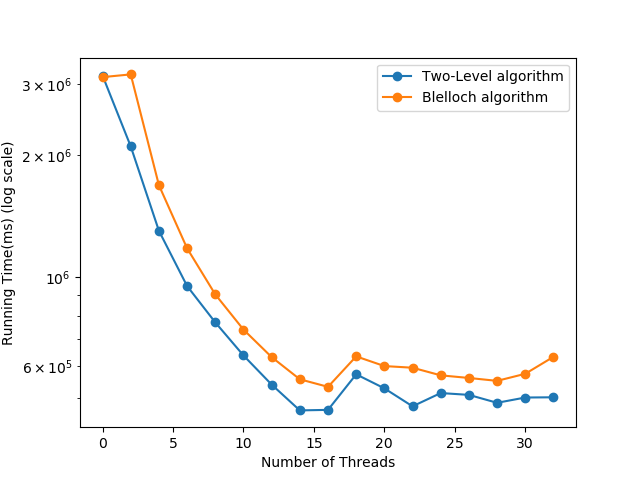 Two-Level algorithm
Blelloch algorithm
Running Time(ms) (log scale)
3 × 10⁶
2 × 10⁶
10⁶
6 × 10⁵
0 5 10 15 20 25 30
Number of Threads